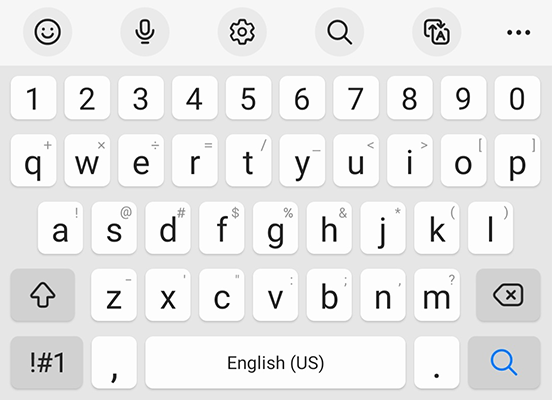 A
1 2 3 4 5 6 7 8 9 0
+ × ÷ = / _ < > [ ]
q w e r t y u i o p
! @ # $ % & * ( )
a s d f g h j k l
- ' " : ; , ?
z x c v b n m
!#1 , English (US) .